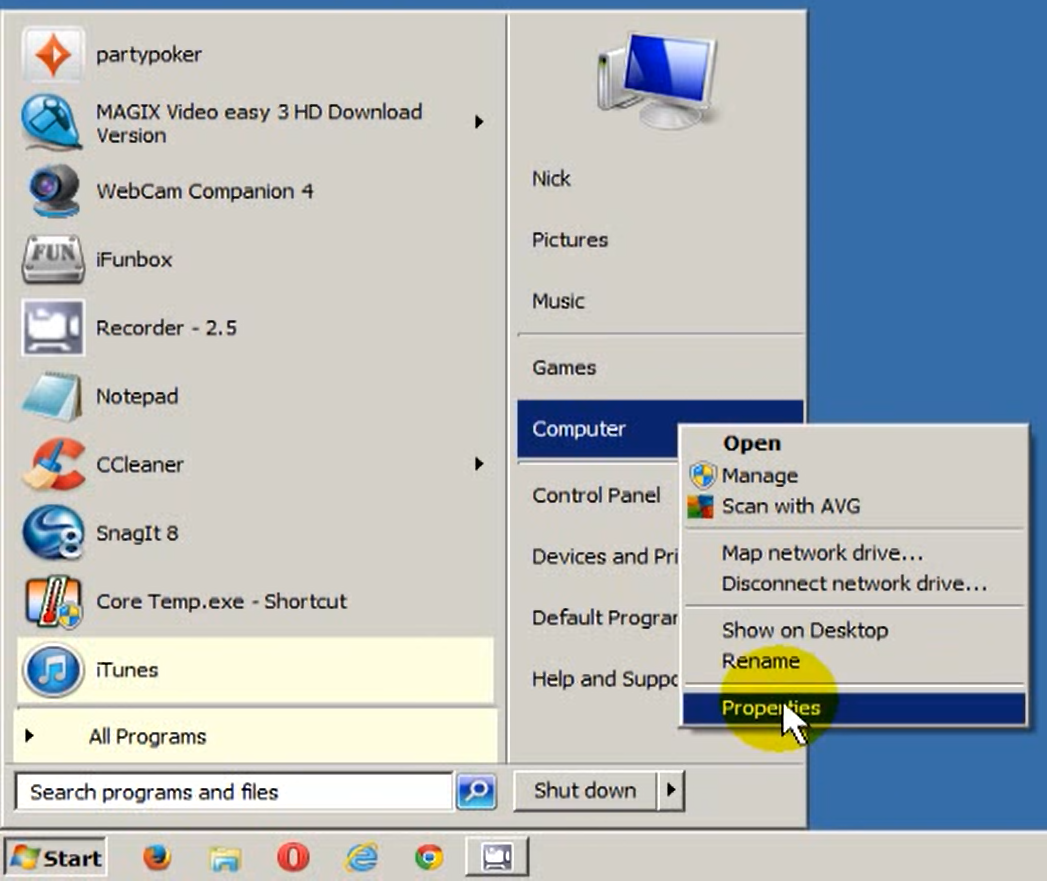 partypoker
MAGIX Video easy 3 HD Download
Version
WebCam Companion 4
iFunbox
FUN
Recorder - 2.5
Notepad
CCleaner
SnagIt 8
Core Temp.exe - Shortcut
iTunes
All Programs
Search programs and files
Nick
Pictures
Music
Games
Computer
Control Panel
Devices and Pri
Default Progra
Help and Suppo
Shut down
Open
Manage
Scan with AVG
Map network drive...
Disconnect network drive...
Show on Desktop
Rename
Properties
Start